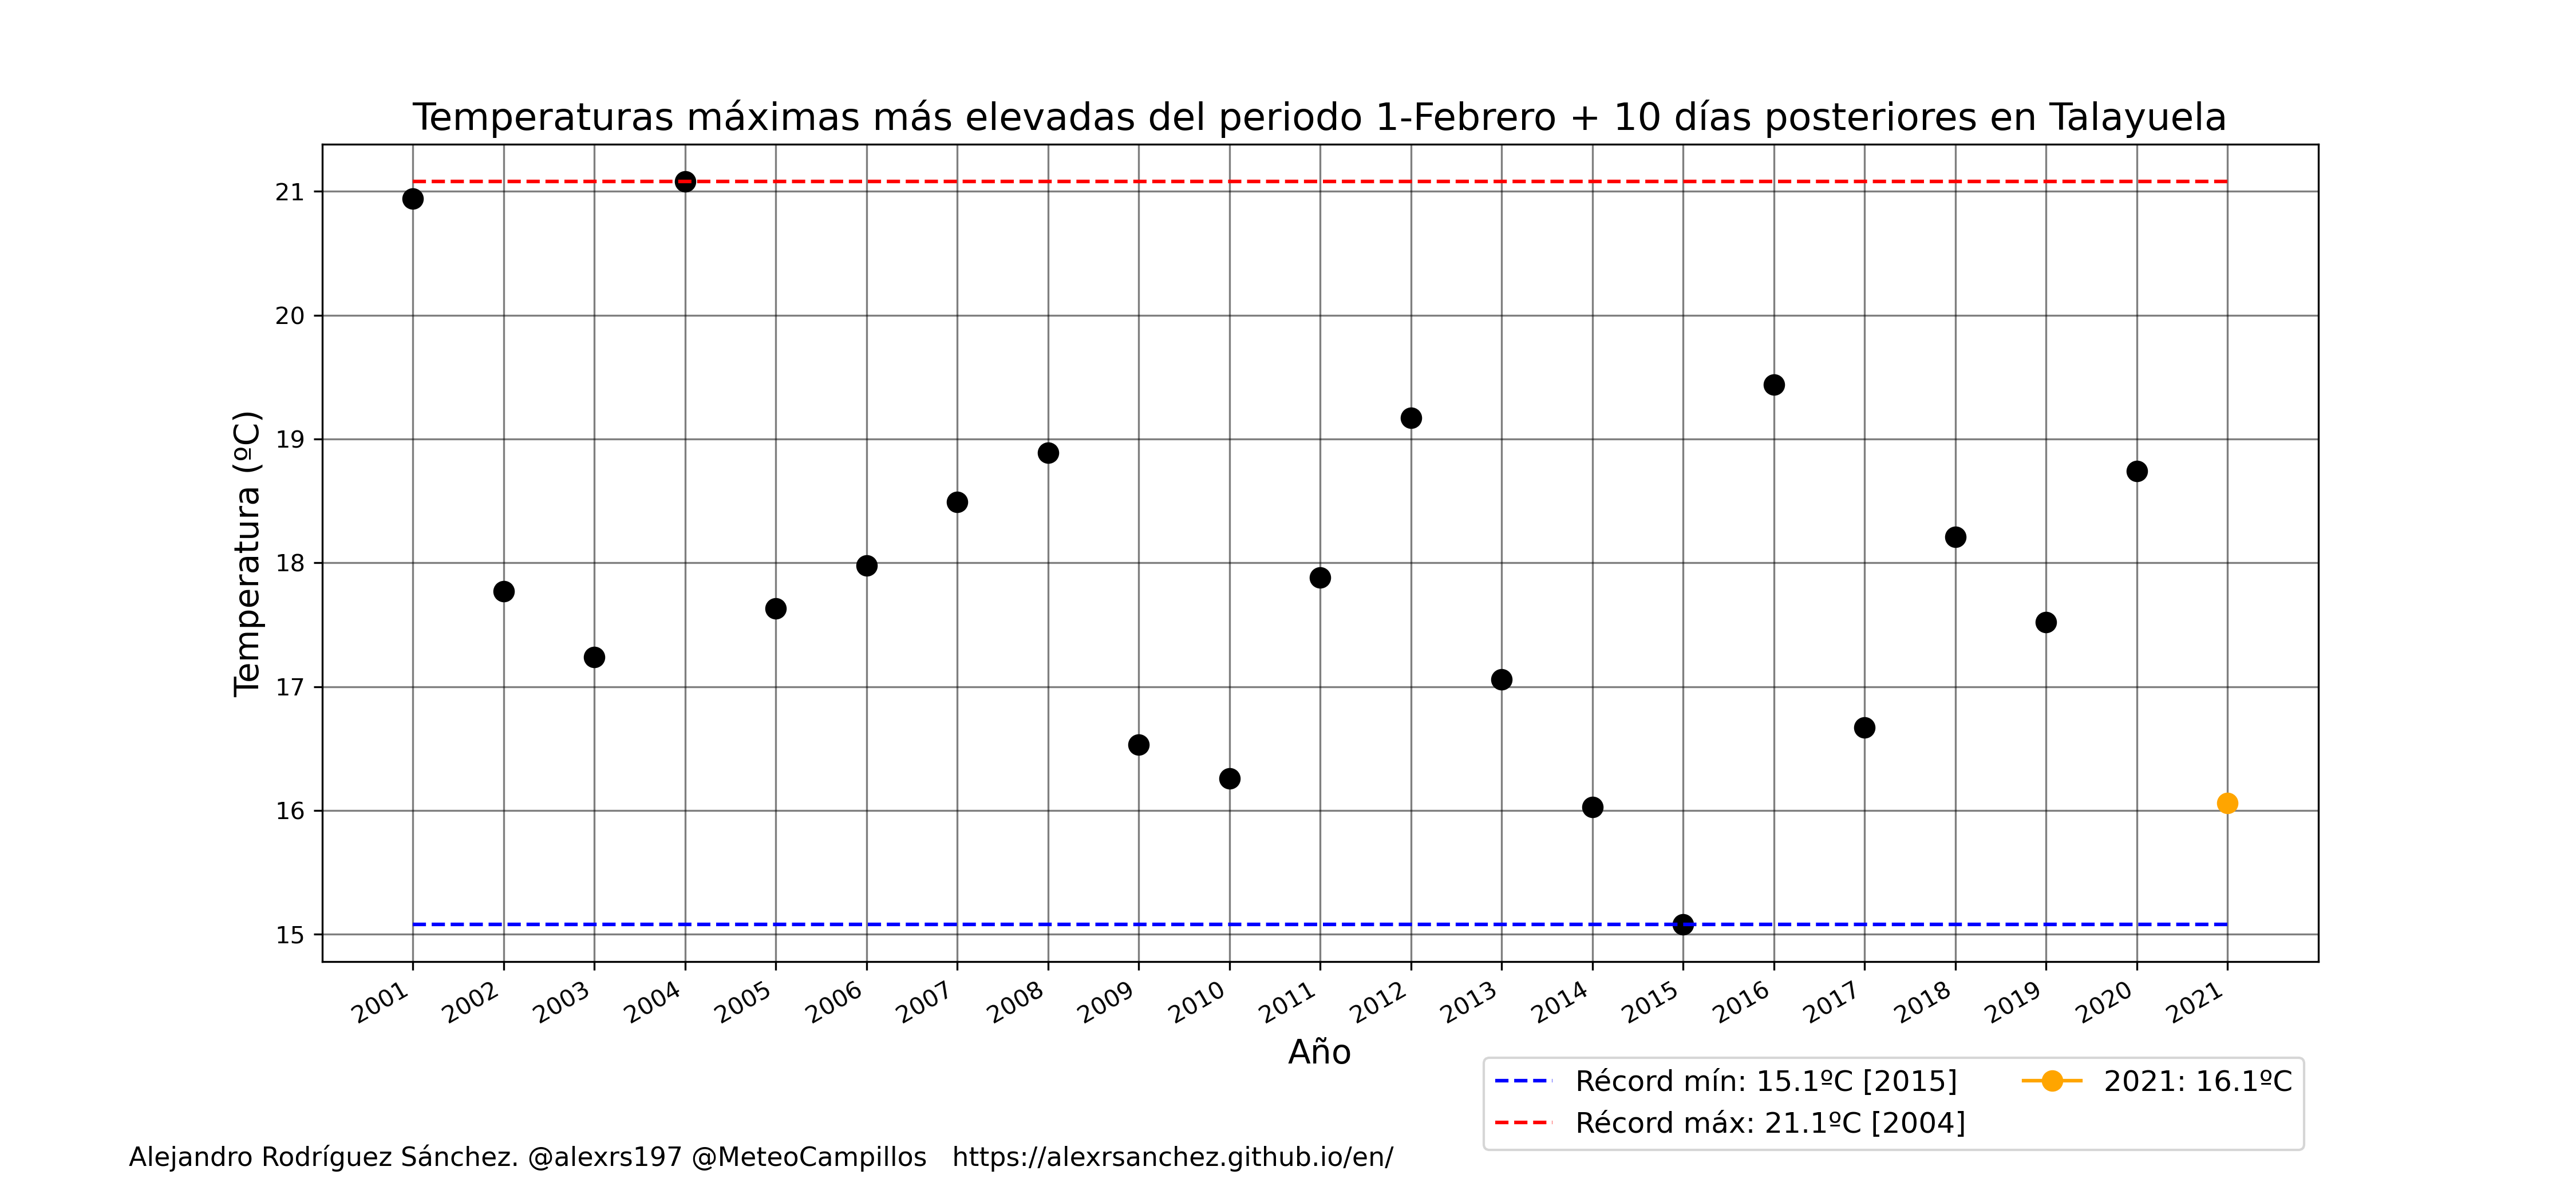 Temperaturas máximas más elevadas del periodo 1-Febrero + 10 días posteriores en Talayuela
Temperatura (ºC)
21
20
19
18
17
16
15
2001 2002 2003 2004 2005 2006 2007 2008 2009 2010 2011 2012 2013 2014 2015 2016 2017 2018 2019 2020 2021
Año
Récord mín: 15.1ºC [2015]
Récord máx: 21.1ºC [2004]
2021: 16.1ºC
Alejandro Rodríguez Sánchez. @alexrs197 @MeteoCampillos https://alexrsanchez.github.io/en/